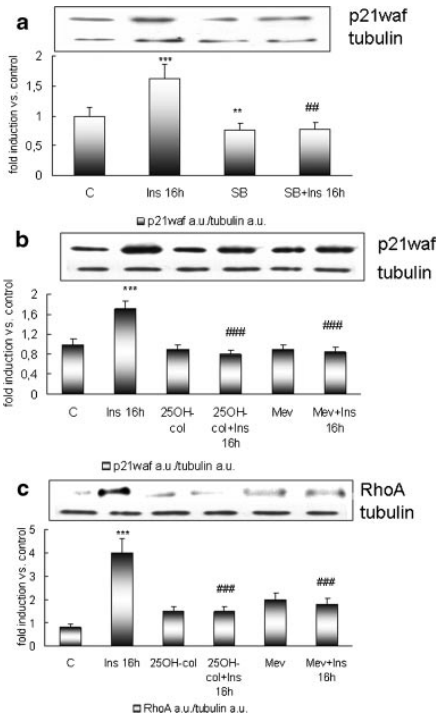 a
p21waf
tubulin
fold induction vs. control
2
1,5
1
0,5
0
***
**
##
C Ins 16h SB SB+Ins 16h
p21waf a.u./tubulin a.u.
b
p21waf
tubulin
fold induction vs. control
2
1,6
1,2
0,8
0,4
0
***
###
###
C Ins 16h 25OH- 25OH- Mev Mev+Ins
col col+Ins 16h
16h
p21waf a.u./tubulin a.u.
c
RhoA
tubulin
fold induction vs. control
5
4
3
2
1
0
***
###
###
C Ins 16h 25OH-col 25OH- Mev Mev+Ins
col+Ins 16h
16h
RhoA a.u./tubulin a.u.